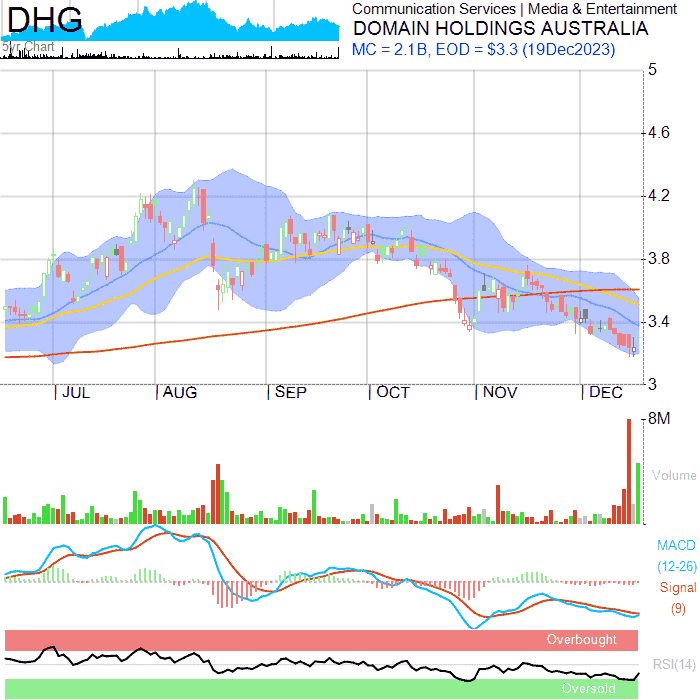 DHG
5yr Chart
Communication Services | Media & Entertainment
DOMAIN HOLDINGS AUSTRALIA
MC = 2.1B, EOD = $3.3 (19Dec2023)
5
4.6
4.2
3.8
3.4
3
JUL
AUG
SEP
OCT
NOV
DEC
8M
Volume
MACD
(12-26)
Signal
(9)
Overbought
RSI(14)
Oversold